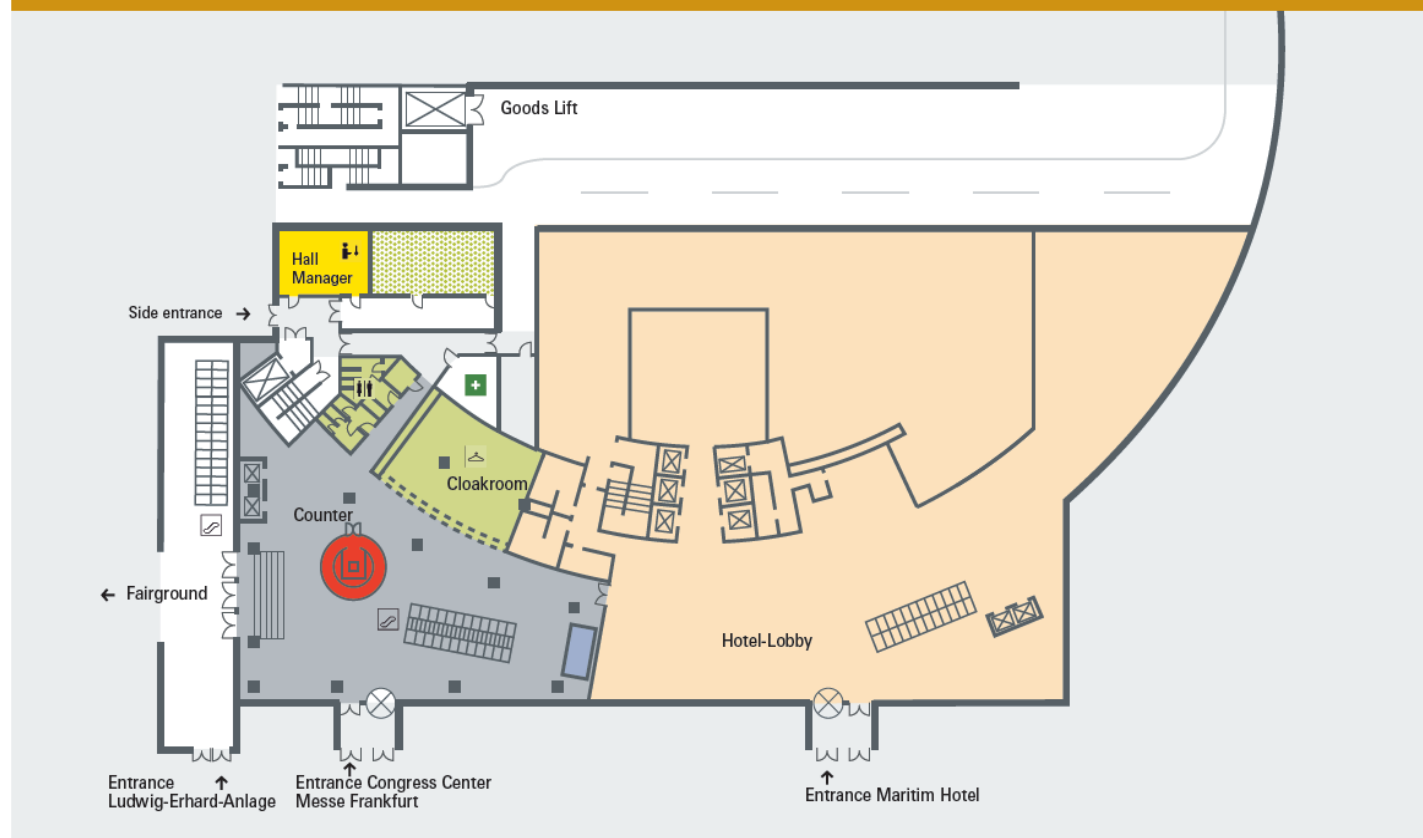 Goods Lift
Hall
Manager
Side entrance
Cloakroom
Counter
Fairground
Hotel-Lobby
Entrance
Ludwig-Erhard-Anlage
Entrance Congress Center
Messe Frankfurt
Entrance Maritim Hotel